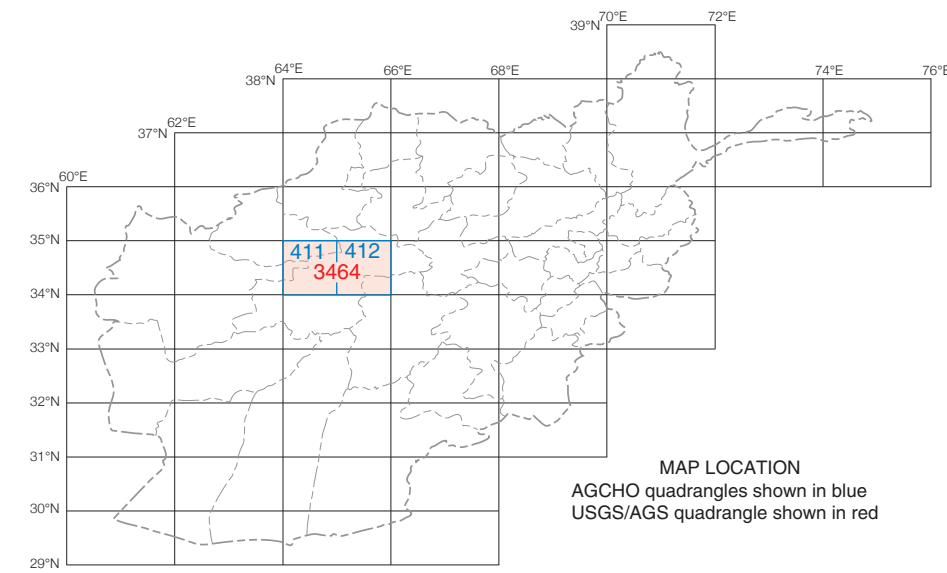 39°N 70°E 72°E
38°N 64°E 66°E 68°E 74°E 76°E
37°N 62°E
60°E
36°N
35°N
411 412
3464
34°N
33°N
32°N
31°N
MAP LOCATION
AGCHO quadrangles shown in blue
USGS/AGS quadrangle shown in red
30°N
29°N